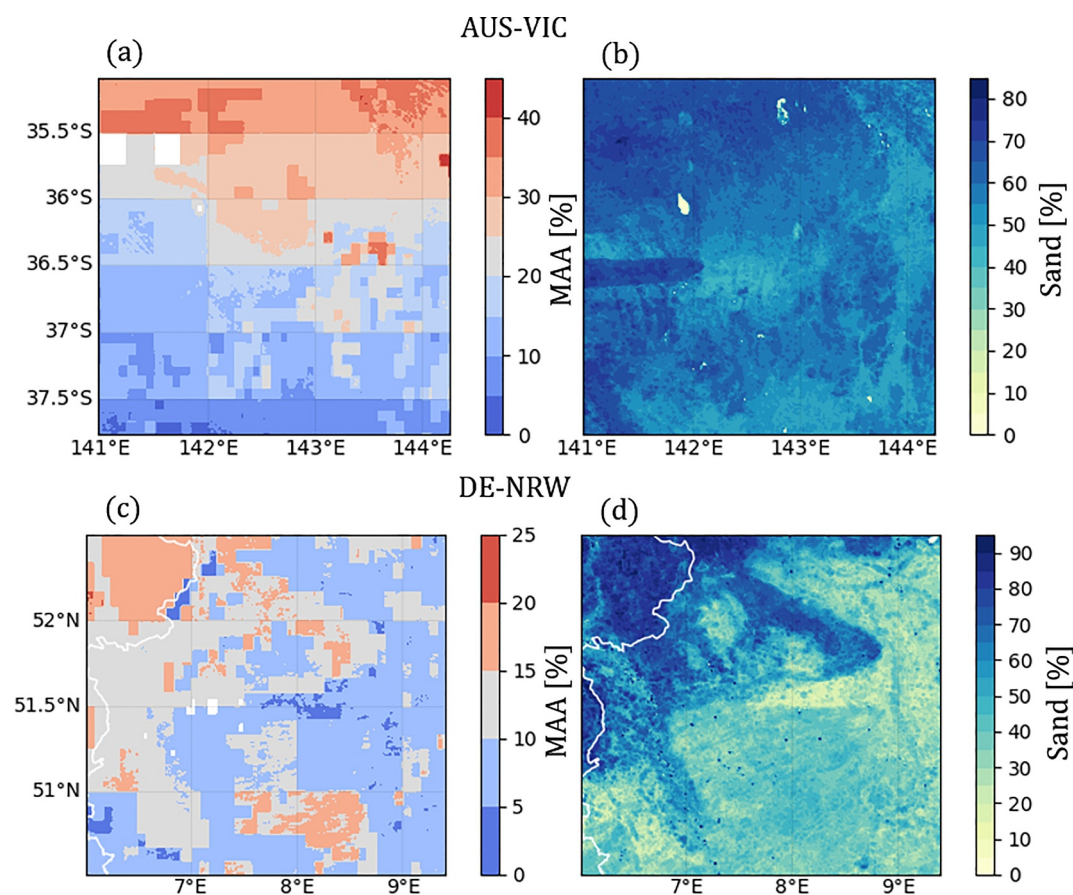 AUS-VIC
(a) (b)
35.5°S
36°S
36.5°S
37°S
37.5°S
141°E 142°E 143°E 144°E
40
30
20
10
0
MAA [%]
141°E 142°E 143°E 144°E
80
70
60
50
40
30
20
10
0
Sand [%]
DE-NRW
(c) (d)
52°N
51.5°N
51°N
7°E 8°E 9°E
25
20
15
10
5
0
MAA [%]
7°E 8°E 9°E
90
80
70
60
50
40
30
20
10
0
Sand [%]